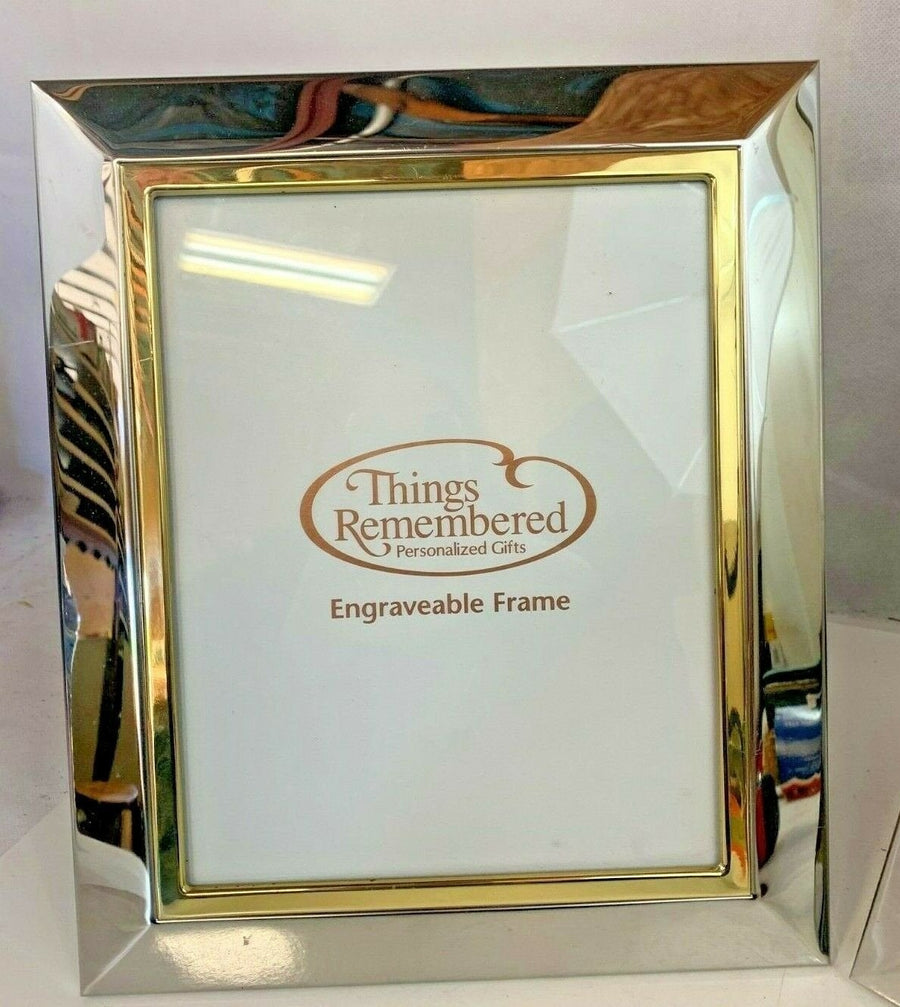 Things
Remembered
Personalized Gifts
Engraveable Frame